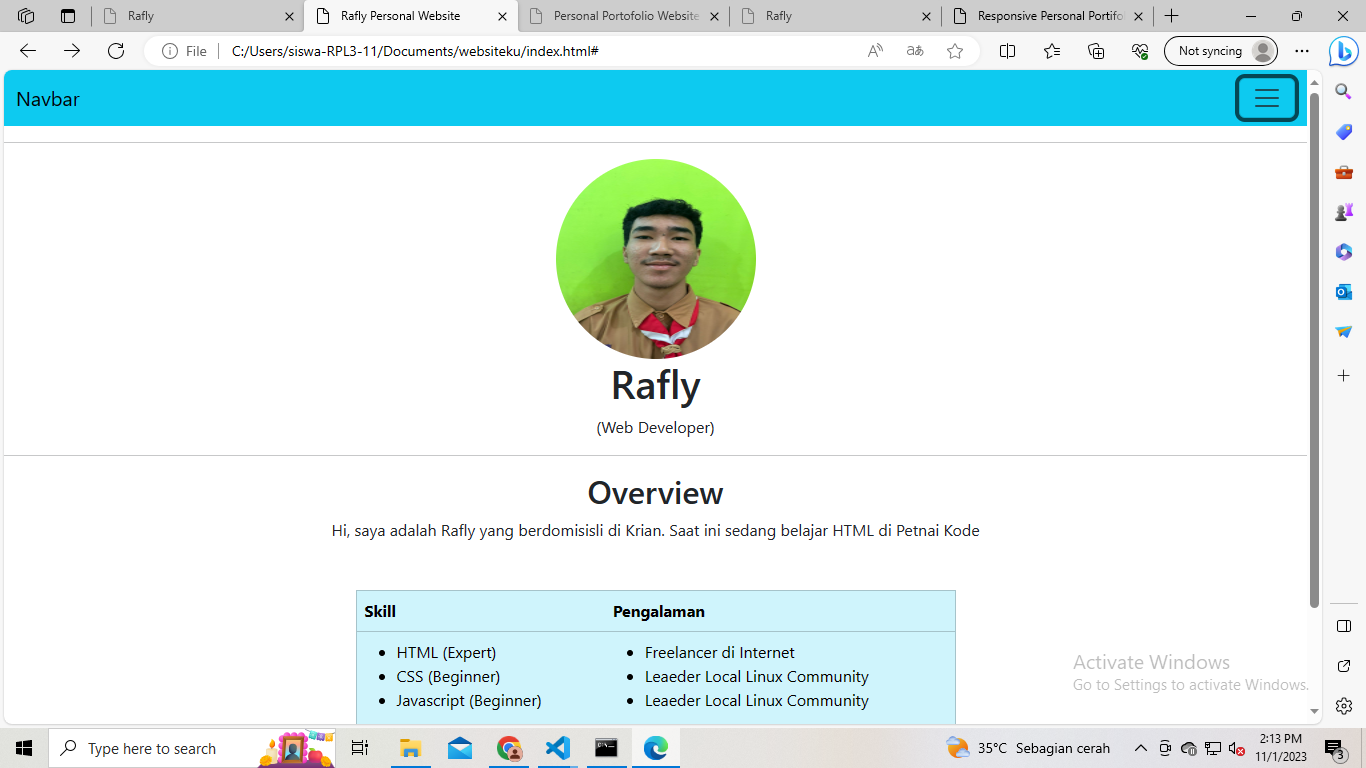 Rafly
Rafly Personal Website
Personal Portofolio Website
Rafly
Responsive Personal Portifol
File
C:/Users/siswa-RPL3-11/Documents/websiteku/index.html#
Not syncing
Navbar
Rafly
(Web Developer)
Overview
Hi, saya adalah Rafly yang berdomisisli di Krian. Saat ini sedang belajar HTML di Petnai Kode
Skill Pengalaman
HTML (Expert) Freelancer di Internet
CSS (Beginner) Leaeder Local Linux Community
Javascript (Beginner) Leaeder Local Linux Community
Activate Windows
Go to Settings to activate Windows.
Type here to search
35°C Sebagian cerah
2:13 PM
11/1/2023
3